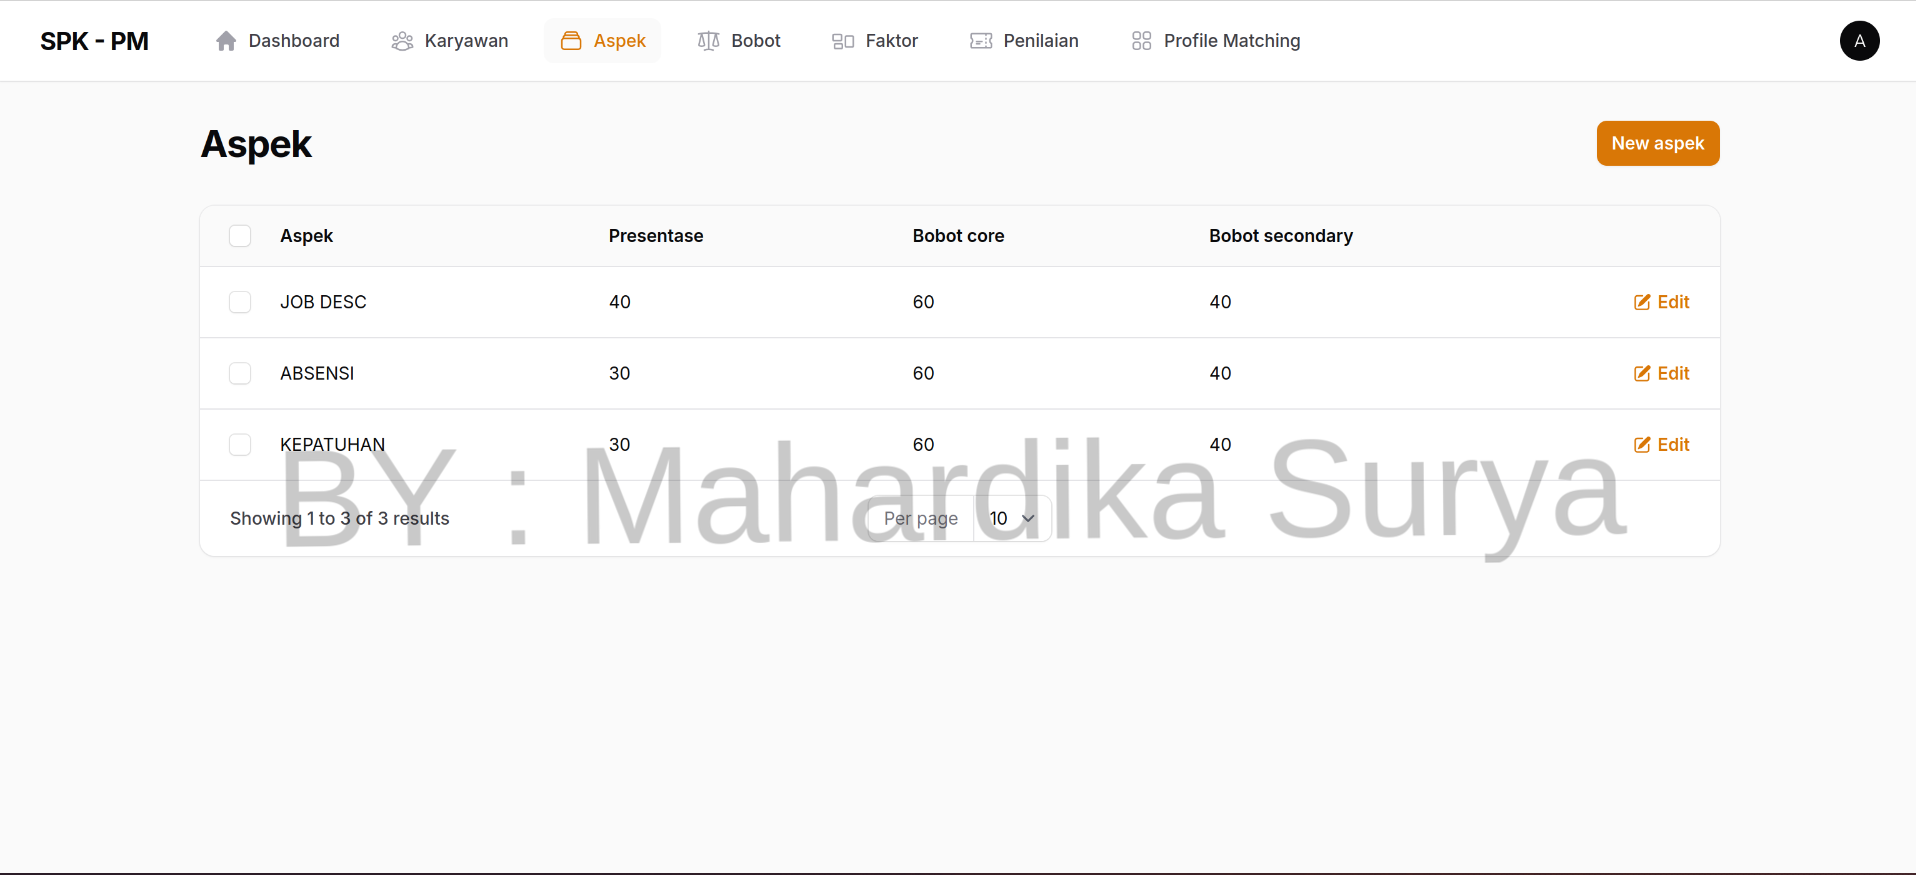 SPK - PM Dashboard Karyawan Aspek Bobot Faktor Penilaian Profile Matching A
Aspek New aspek
Aspek Presentase Bobot core Bobot secondary
JOB DESC 40 60 40 Edit
ABSENSI 30 60 40 Edit
KEPATUHAN 30 60 40 Edit
BY : Mahardika Surya
Showing 1 to 3 of 3 results Per page 10